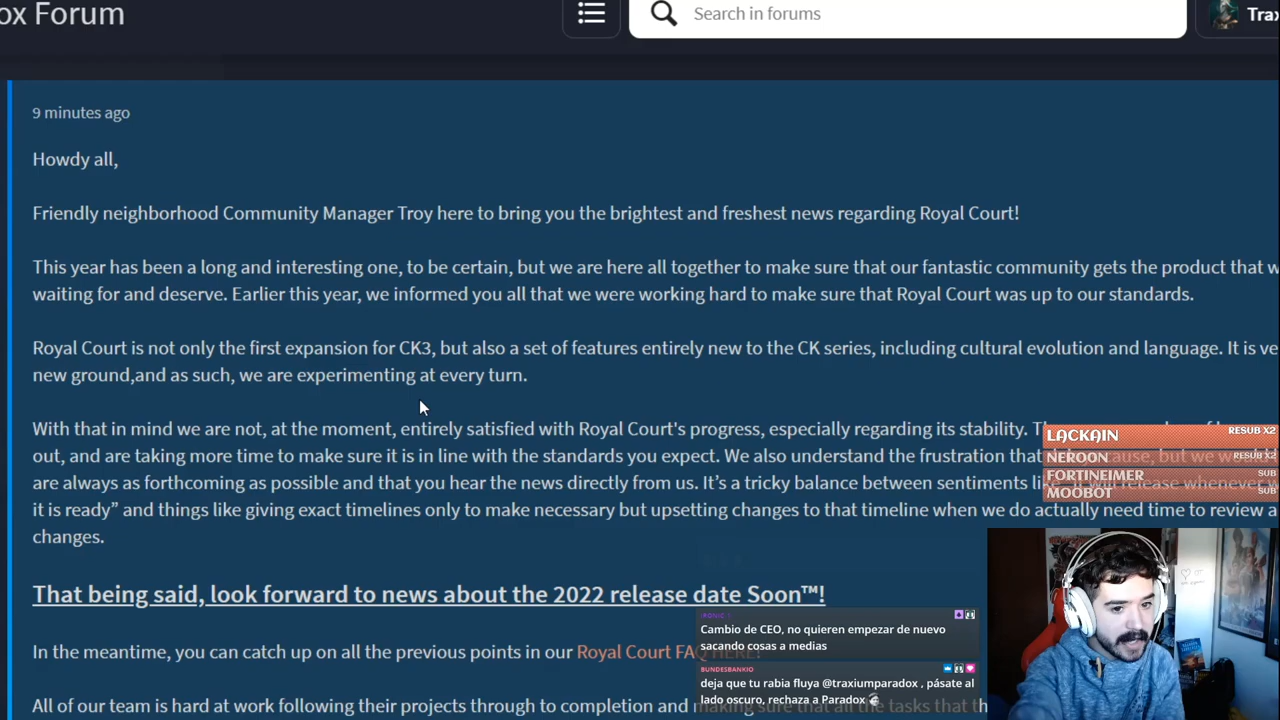 ox Forum
Search in forums
Trax
9 minutes ago
Howdy all,
Friendly neighborhood Community Manager Troy here to bring you the brightest and freshest news regarding Royal Court!
This year has been a long and interesting one, to be certain, but we are here all together to make sure that our fantastic community gets the product that w
waiting for and deserve. Earlier this year, we informed you all that we were working hard to make sure that Royal Court was up to our standards.
Royal Court is not only the first expansion for CK3, but also a set of features entirely new to the CK series, including cultural evolution and language. It is ve
new ground,and as such, we are experimenting at every turn.
With that in mind we are not, at the moment, entirely satisfied with Royal Court's progress, especially regarding its stability.
out, and are taking more time to make sure it is in line with the standards you expect. We also understand the frustration that
are always as forthcoming as possible and that you hear the news directly from us. It's a tricky balance between sentiments like
it is ready" and things like giving exact timelines only to make necessary but upsetting changes to that timeline when we do actually need time to review a
changes.
LACKAIN RESUB X2
NEROON RESUB X2
FORTINEIMER SUB
MOOBOT SUB
That being said, look forward to news about the 2022 release date Soon™!
In the meantime, you can catch up on all the previous points in our Royal Court FAQ HERE!
All of our team is hard at work following their projects through to completion and making sure that all the tasks that th
Cambio de CEO, no quieren empezar de nuevo
sacando cosas a medias
BUNDESBANKIO
deja que tu rabia fluya @traxiumparadox , pásate al
lado oscuro, rechaza a Paradox